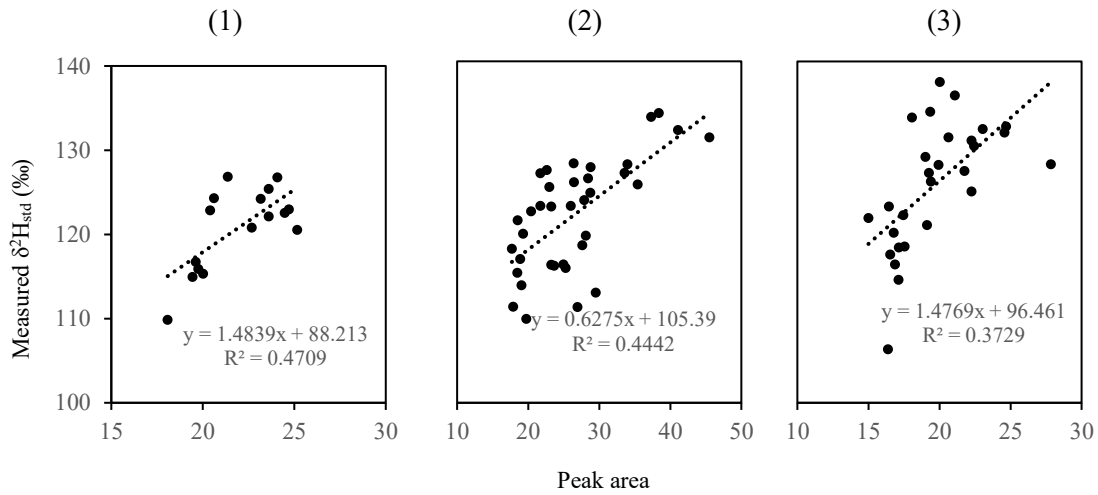 (1) (2) (3)
Measured δ²H_std (‰)
140
130
120
110
100
y = 1.4839x + 88.213
R² = 0.4709
15 20 25 30
y = 0.6275x + 105.39
R² = 0.4442
10 20 30 40 50
y = 1.4769x + 96.461
R² = 0.3729
10 15 20 25 30
Peak area